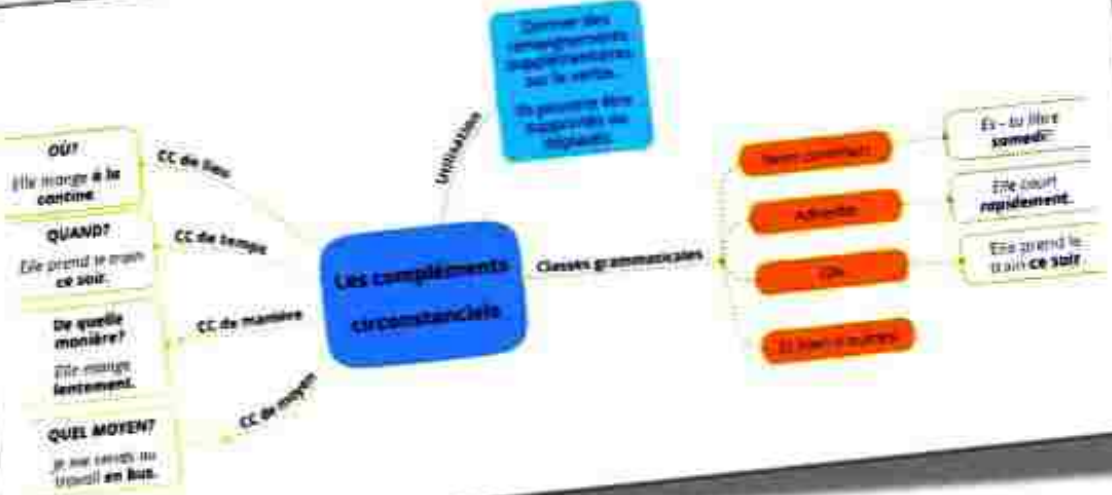 Donner des
renseignements
supplémentaires
sur le verbe.
Ils peuvent être
supprimés ou
Utilisation
OÙ?
Elle mange à la
cantine.
CC de lieu
QUAND?
Elle prend le train
ce soir.
CC de temps
De quelle
manière?
Elle mange
lentement.
CC de manière
QUEL MOYEN?
Je me rends au
travail en bus.
CC de moyen
Les compléments
circonstanciels
Classes grammaticales
Nom commun
Es - tu libre
samedi?
Adverbe
Elle court
rapidement.
GN
Elle prend le
train ce soir
Et bien d'autres